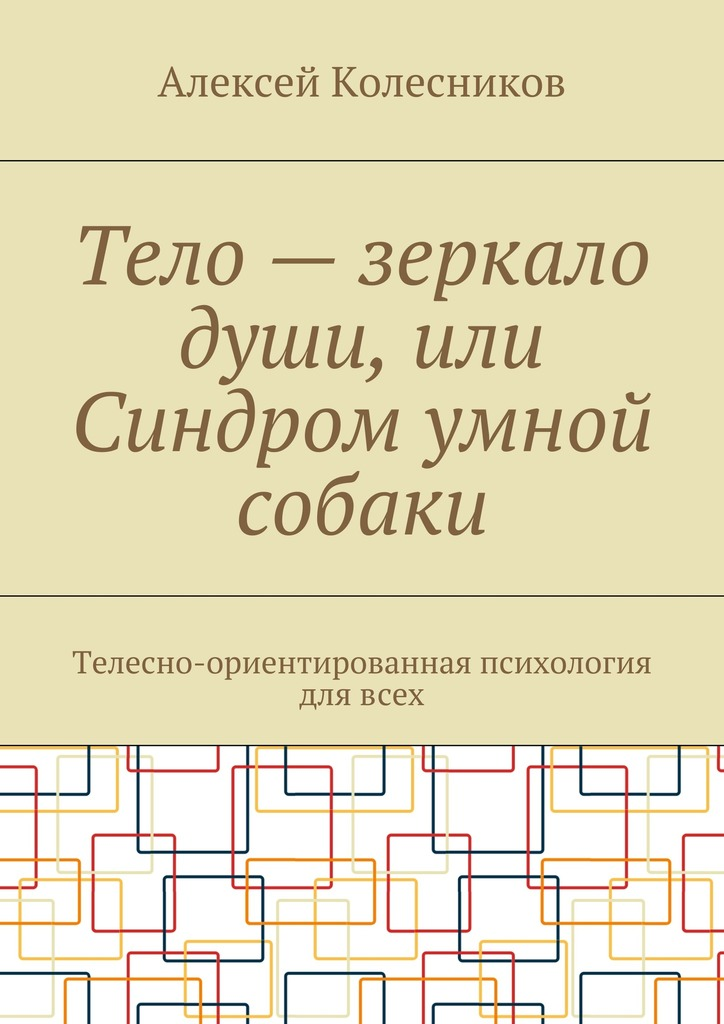 Алексей Колесников
Тело — зеркало
души, или
Синдром умной
собаки
Телесно-ориентированная психология
для всех